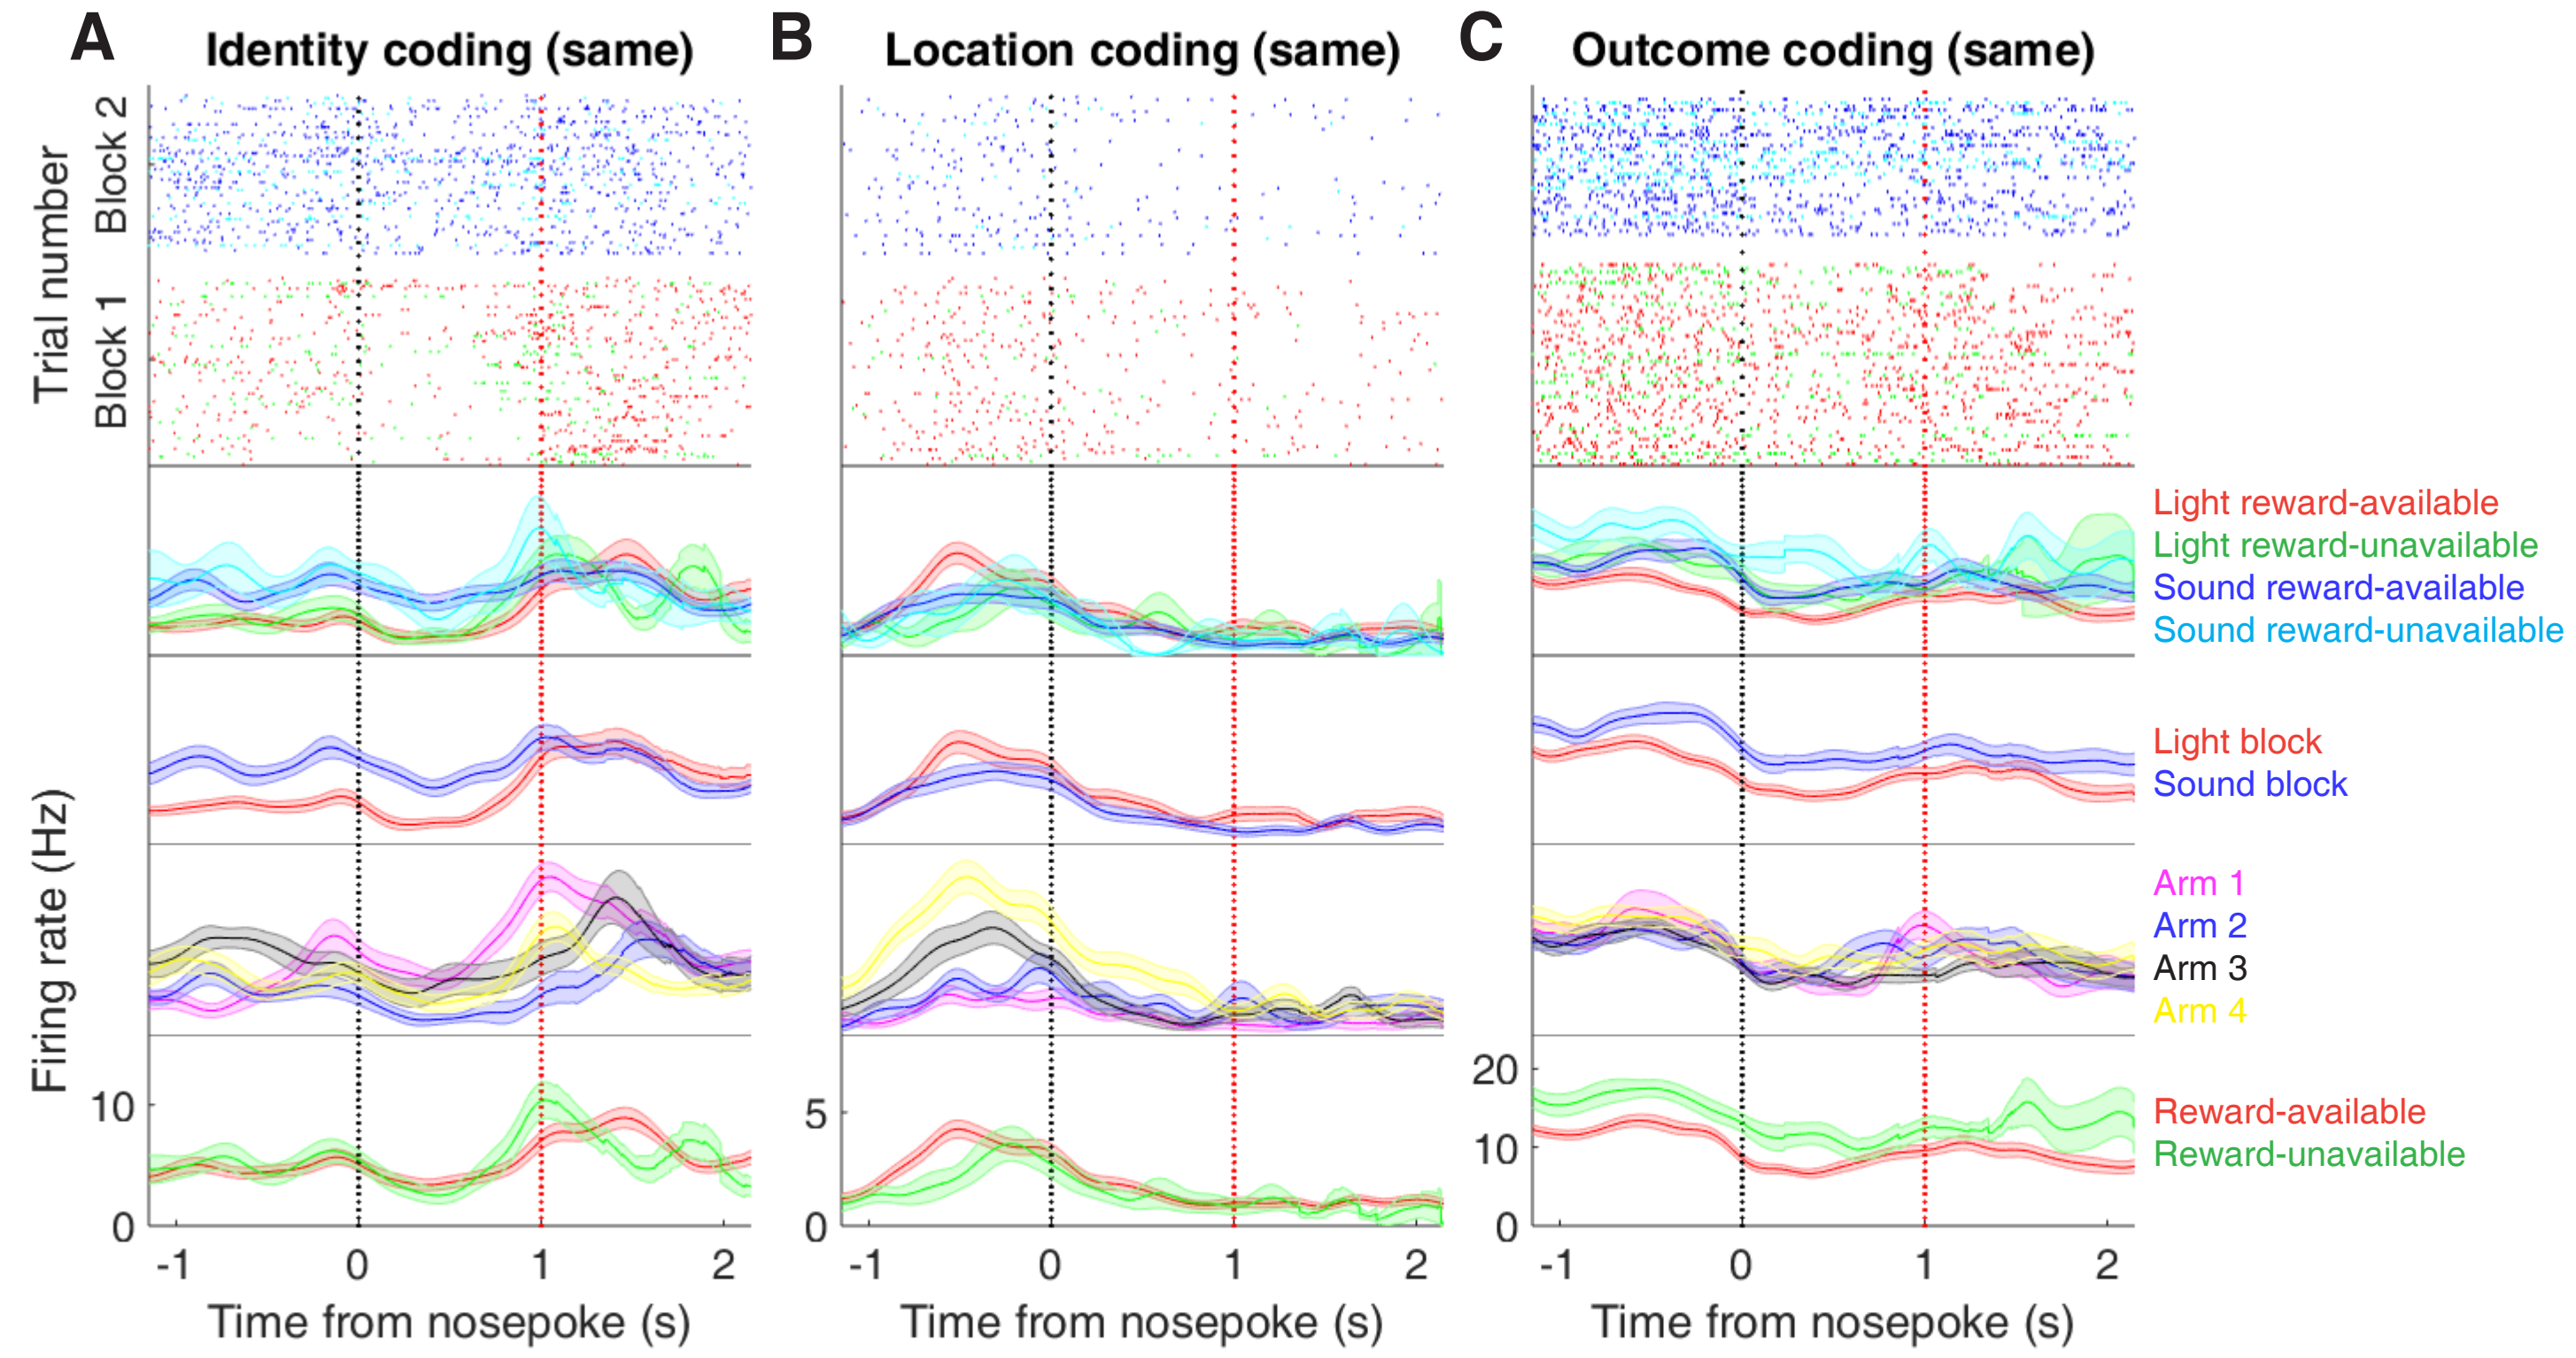 A
Identity coding (same)
B
Location coding (same)
C
Outcome coding (same)
Trial number
Block 2
Block 1
Light reward-available
Light reward-unavailable
Sound reward-available
Sound reward-unavailable
Light block
Sound block
Firing rate (Hz)
Arm 1
Arm 2
Arm 3
Arm 4
Reward-available
Reward-unavailable
10
0
5
0
20
10
0
-1 0 1 2
-1 0 1 2
-1 0 1 2
Time from nosepoke (s)
Time from nosepoke (s)
Time from nosepoke (s)